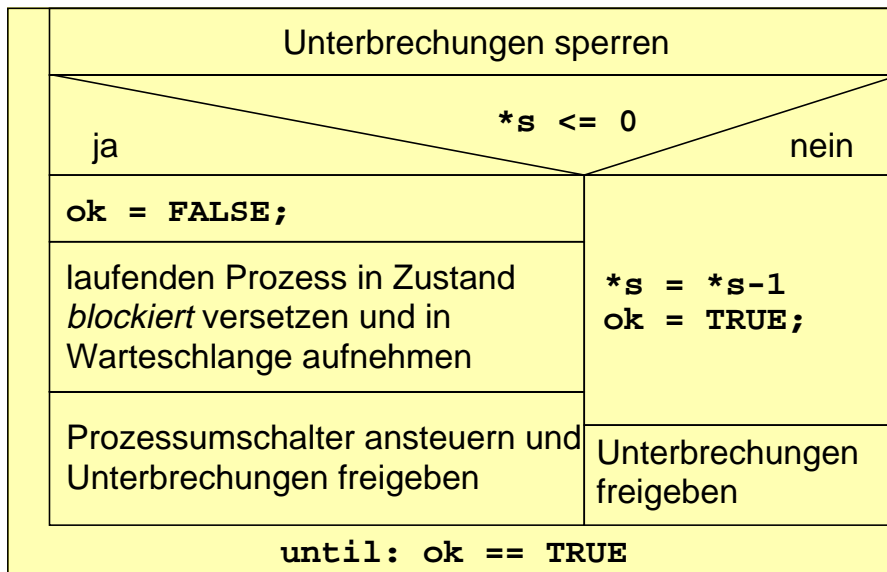 Unterbrechungen sperren
*s <= 0
ja
nein
ok = FALSE;
laufenden Prozess in Zustand
blockiert versetzen und in
Warteschlange aufnehmen
Prozessumschalter ansteuern und
Unterbrechungen freigeben
*s = *s-1
ok = TRUE;
Unterbrechungen
freigeben
until: ok == TRUE